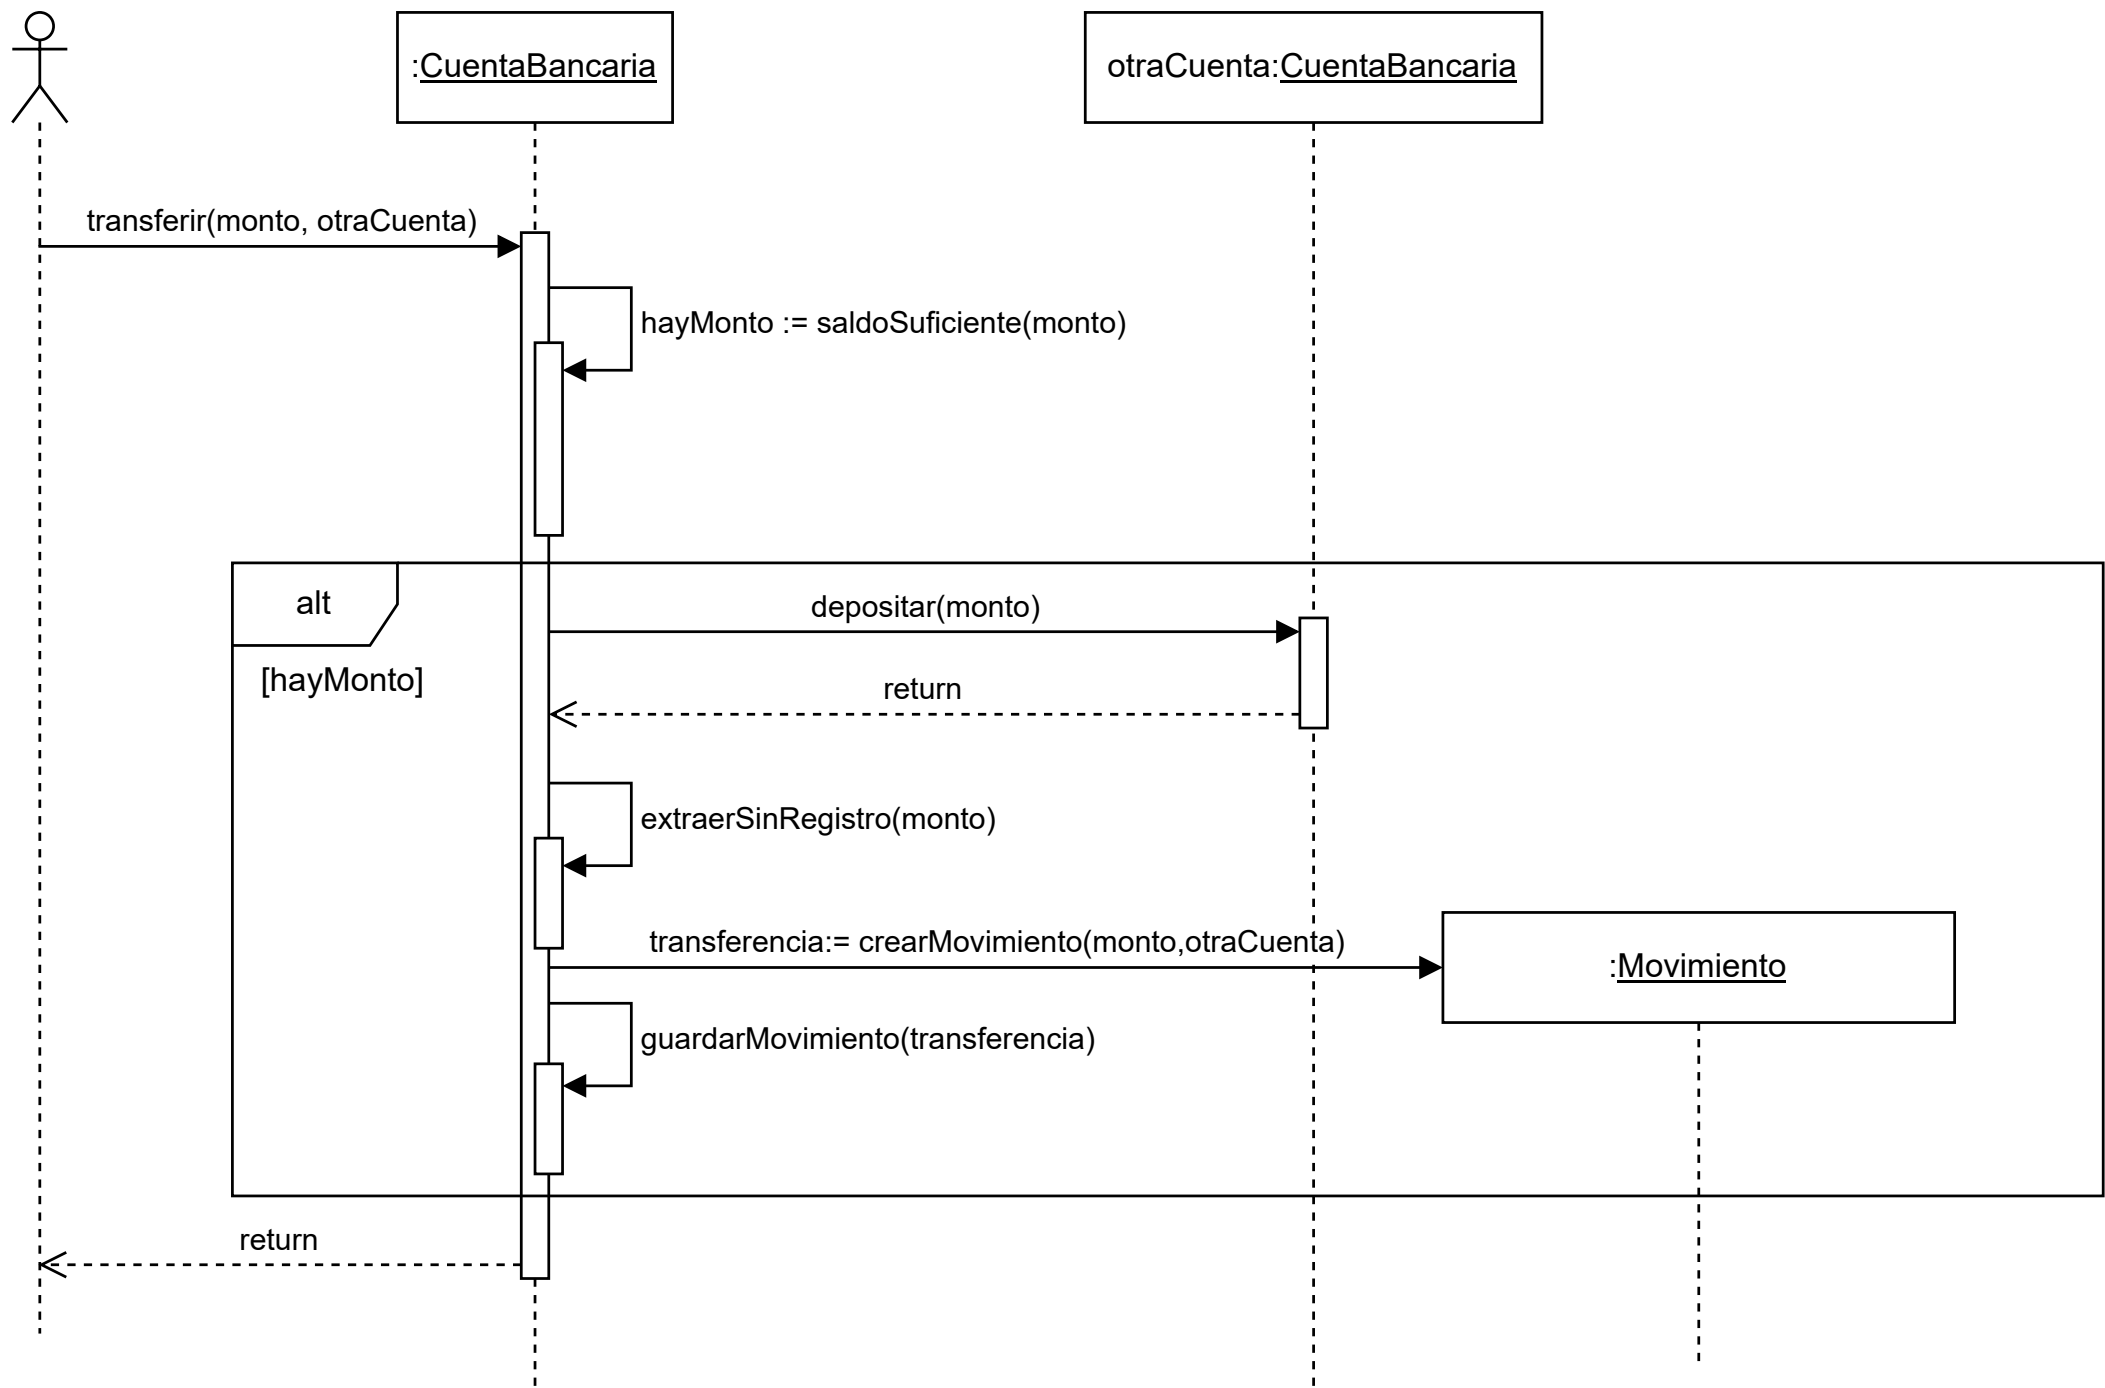 :CuentaBancaria
otraCuenta:CuentaBancaria
transferir(monto, otraCuenta)
hayMonto := saldoSuficiente(monto)
alt
depositar(monto)
[hayMonto]
return
extraerSinRegistro(monto)
transferencia:= crearMovimiento(monto,otraCuenta)
:Movimiento
guardarMovimiento(transferencia)
return